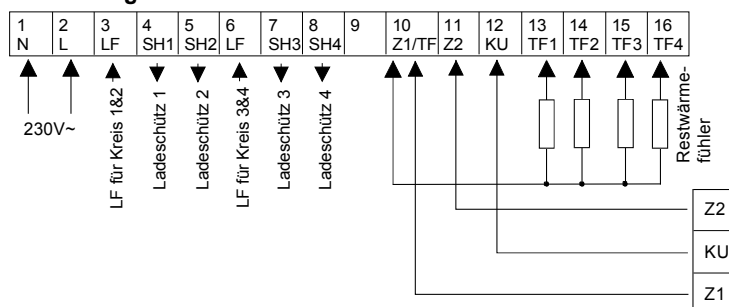 1 2 3 4 5 6 7 8 9 10 11 12 13 14 15 16
N L LF SH1 SH2 LF SH3 SH4 Z1/TF Z2 KU TF1 TF2 TF3 TF4
230V~
LF für Kreis 1&2
Ladeschütz 1
Ladeschütz 2
LF für Kreis 3&4
Ladeschütz 3
Ladeschütz 4
Restwärme-
fühler
Z2
KU
Z1